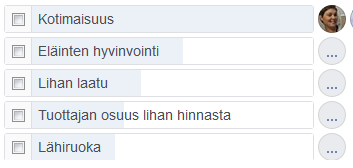 Kotimaisuus
Eläinten hyvinvointi
...
Lihan laatu
...
Tuottajan osuus lihan hinnasta
...
Lähiruoka
...